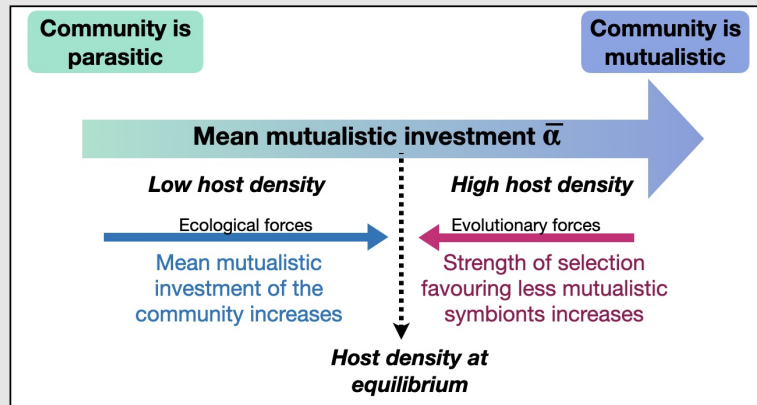 Community is
parasitic
Community is
mutualistic
Mean mutualistic investment ᾱ
Low host density
High host density
Ecological forces
Evolutionary forces
Mean mutualistic
investment of the
community increases
Strength of selection
favouring less mutualistic
symbionts increases
Host density at
equilibrium